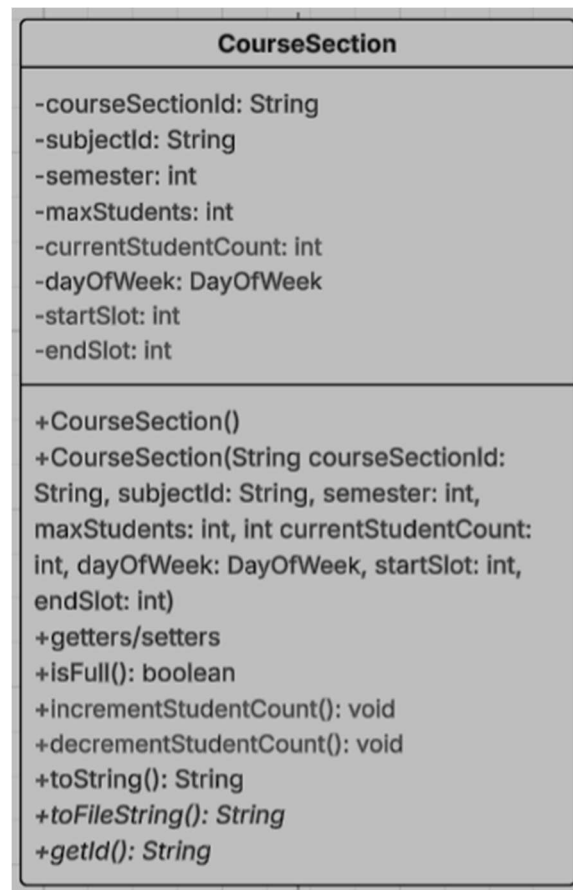 CourseSection
-courseSectionId: String
-subjectId: String
-semester: int
-maxStudents: int
-currentStudentCount: int
-dayOfWeek: DayOfWeek
-startSlot: int
-endSlot: int
+CourseSection()
+CourseSection(String courseSectionId:
String, subjectId: String, semester: int,
maxStudents: int, int currentStudentCount:
int, dayOfWeek: DayOfWeek, startSlot: int,
endSlot: int)
+getters/setters
+isFull(): boolean
+incrementStudentCount(): void
+decrementStudentCount(): void
+toString(): String
+toFileString(): String
+getId(): String